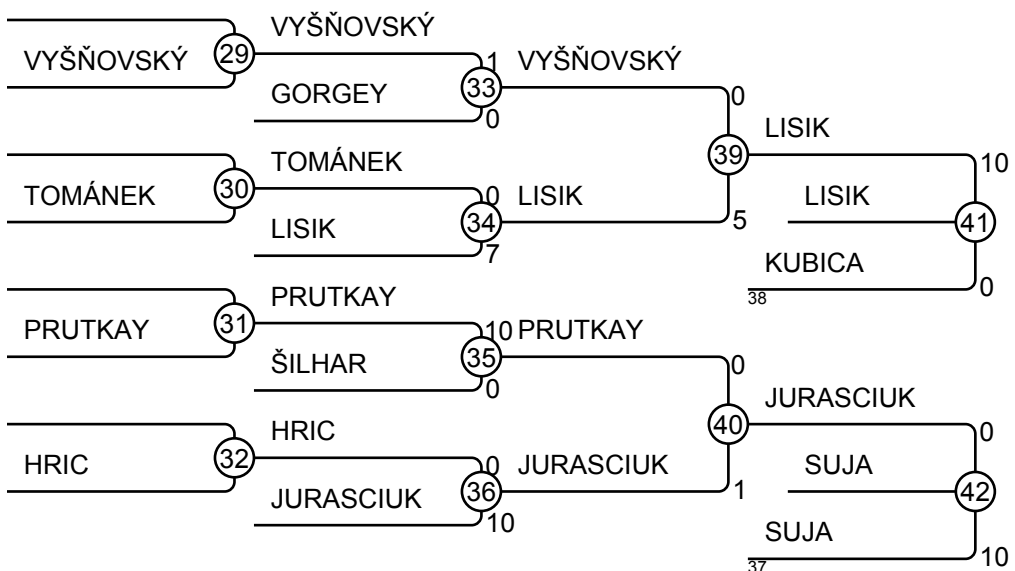 VYŠŇOVSKÝ
VYŠŇOVSKÝ 29
1 VYŠŇOVSKÝ
GORGEY 33
0
0
LISIK
39
TOMÁNEK
10
TOMÁNEK 30
0 LISIK
LISIK
34
5
41
LISIK
7
KUBICA
38
0
PRUTKAY
PRUTKAY 31
10 PRUTKAY
ŠILHAR 35
0
0
JURASCIUK
40
HRIC
0
HRIC 32
0 JURASCIUK
SUJA
36
1
42
JURASCIUK
10
SUJA
37
10